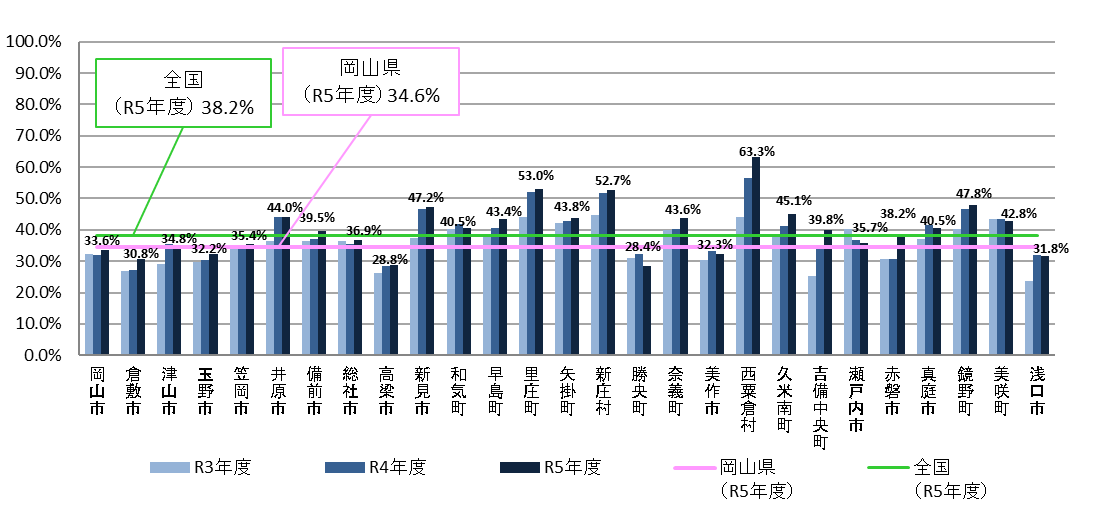 100.0%
90.0%
80.0%
70.0%
60.0%
50.0%
40.0%
30.0%
20.0%
10.0%
0.0%
全国
（R5年度）38.2%
岡山県
（R5年度）34.6%
33.6%
30.8%
34.8%
32.2%
35.4%
44.0%
39.5%
36.9%
28.8%
47.2%
40.5%
43.4%
53.0%
43.8%
52.7%
28.4%
43.6%
32.3%
63.3%
45.1%
39.8%
35.7%
38.2%
40.5%
47.8%
42.8%
31.8%
岡山市
倉敷市
津山市
玉野市
笠岡市
井原市
備前市
総社市
高梁市
新見市
和気町
早島町
里庄町
矢掛町
新庄村
勝央町
奈義町
美作市
西粟倉村
久米南町
吉備中央町
瀬戸内市
赤磐市
真庭市
鏡野町
美咲町
浅口市
R3年度
R4年度
R5年度
岡山県
（R5年度）
全国
（R5年度）